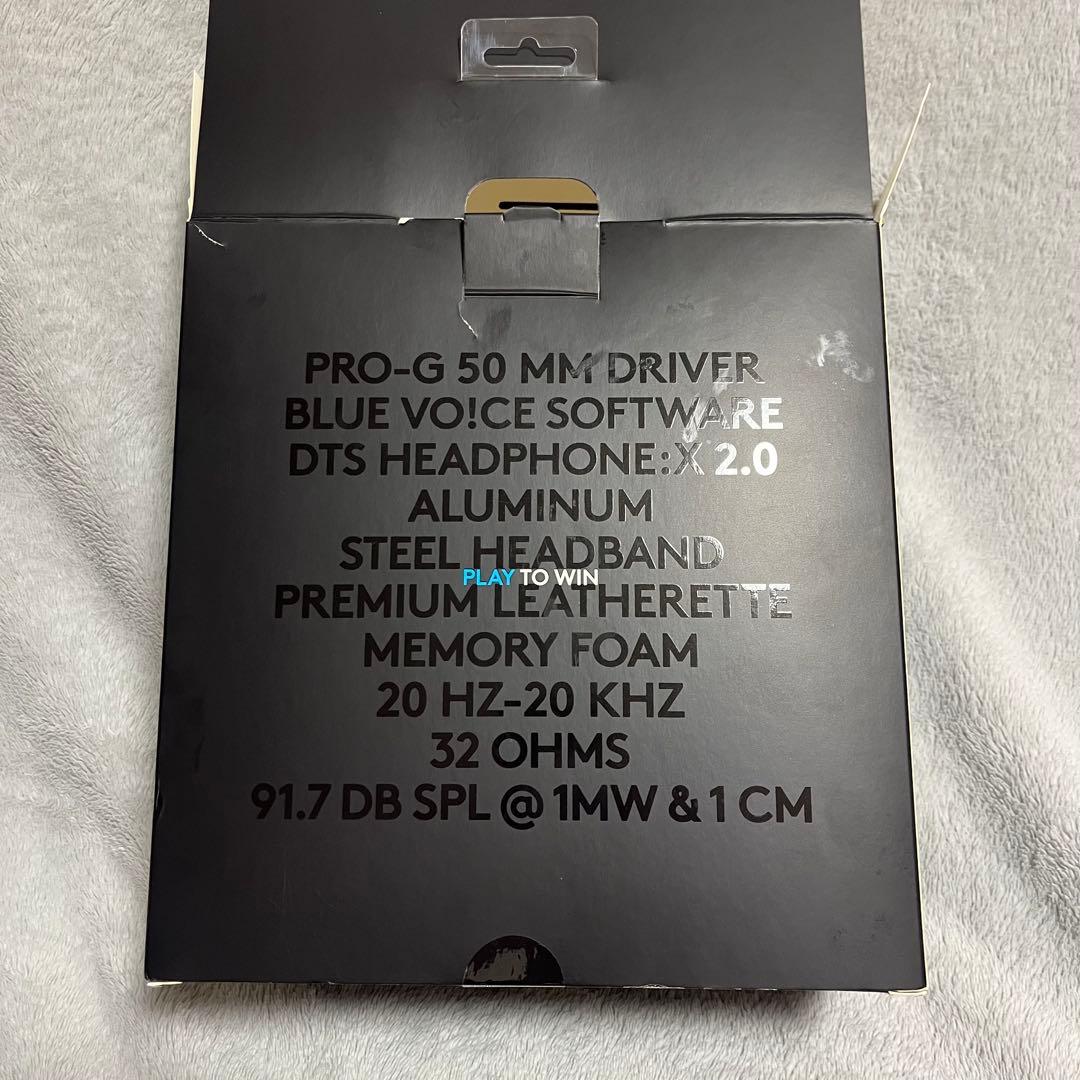 PRO-G 50 MM DRIVER
BLUE VO!CE SOFTWARE
DTS HEADPHONE:X 2.0
ALUMINUM
STEEL HEADBAND
PLAY TO WIN
PREMIUM LEATHERETTE
MEMORY FOAM
20 HZ-20 KHZ
32 OHMS
91.7 DB SPL @ 1MW & 1 CM